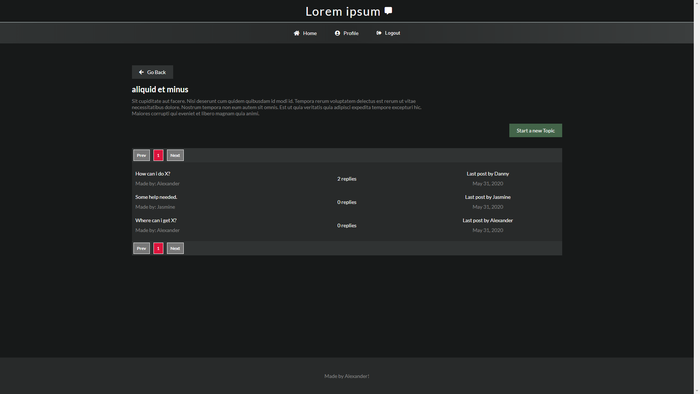 Lorem ipsum
Home Profile Logout
Go Back
aliquid et minus
Sit cupiditate aut facere. Nisi deserunt cum quidem quibusdam id modi id. Tempora rerum voluptatem delectus est rerum ut vitae
necessitatibus dolore. Nostrum tempora non eum autem sit omnis. Est ut quia veritatis quia adipisci expedita tempore excepturi hic.
Maiores corrupti qui eveniet et libero magnam quia animi.
Start a new Topic
Prev 1 Next
How can i do X?
Made by: Alexander
2 replies
Last post by Danny
May 31, 2020
Some help needed.
Made by: Jasmine
0 replies
Last post by Jasmine
May 31, 2020
Where can i get X?
Made by: Alexander
0 replies
Last post by Alexander
May 31, 2020
Prev 1 Next
Made by Alexander!